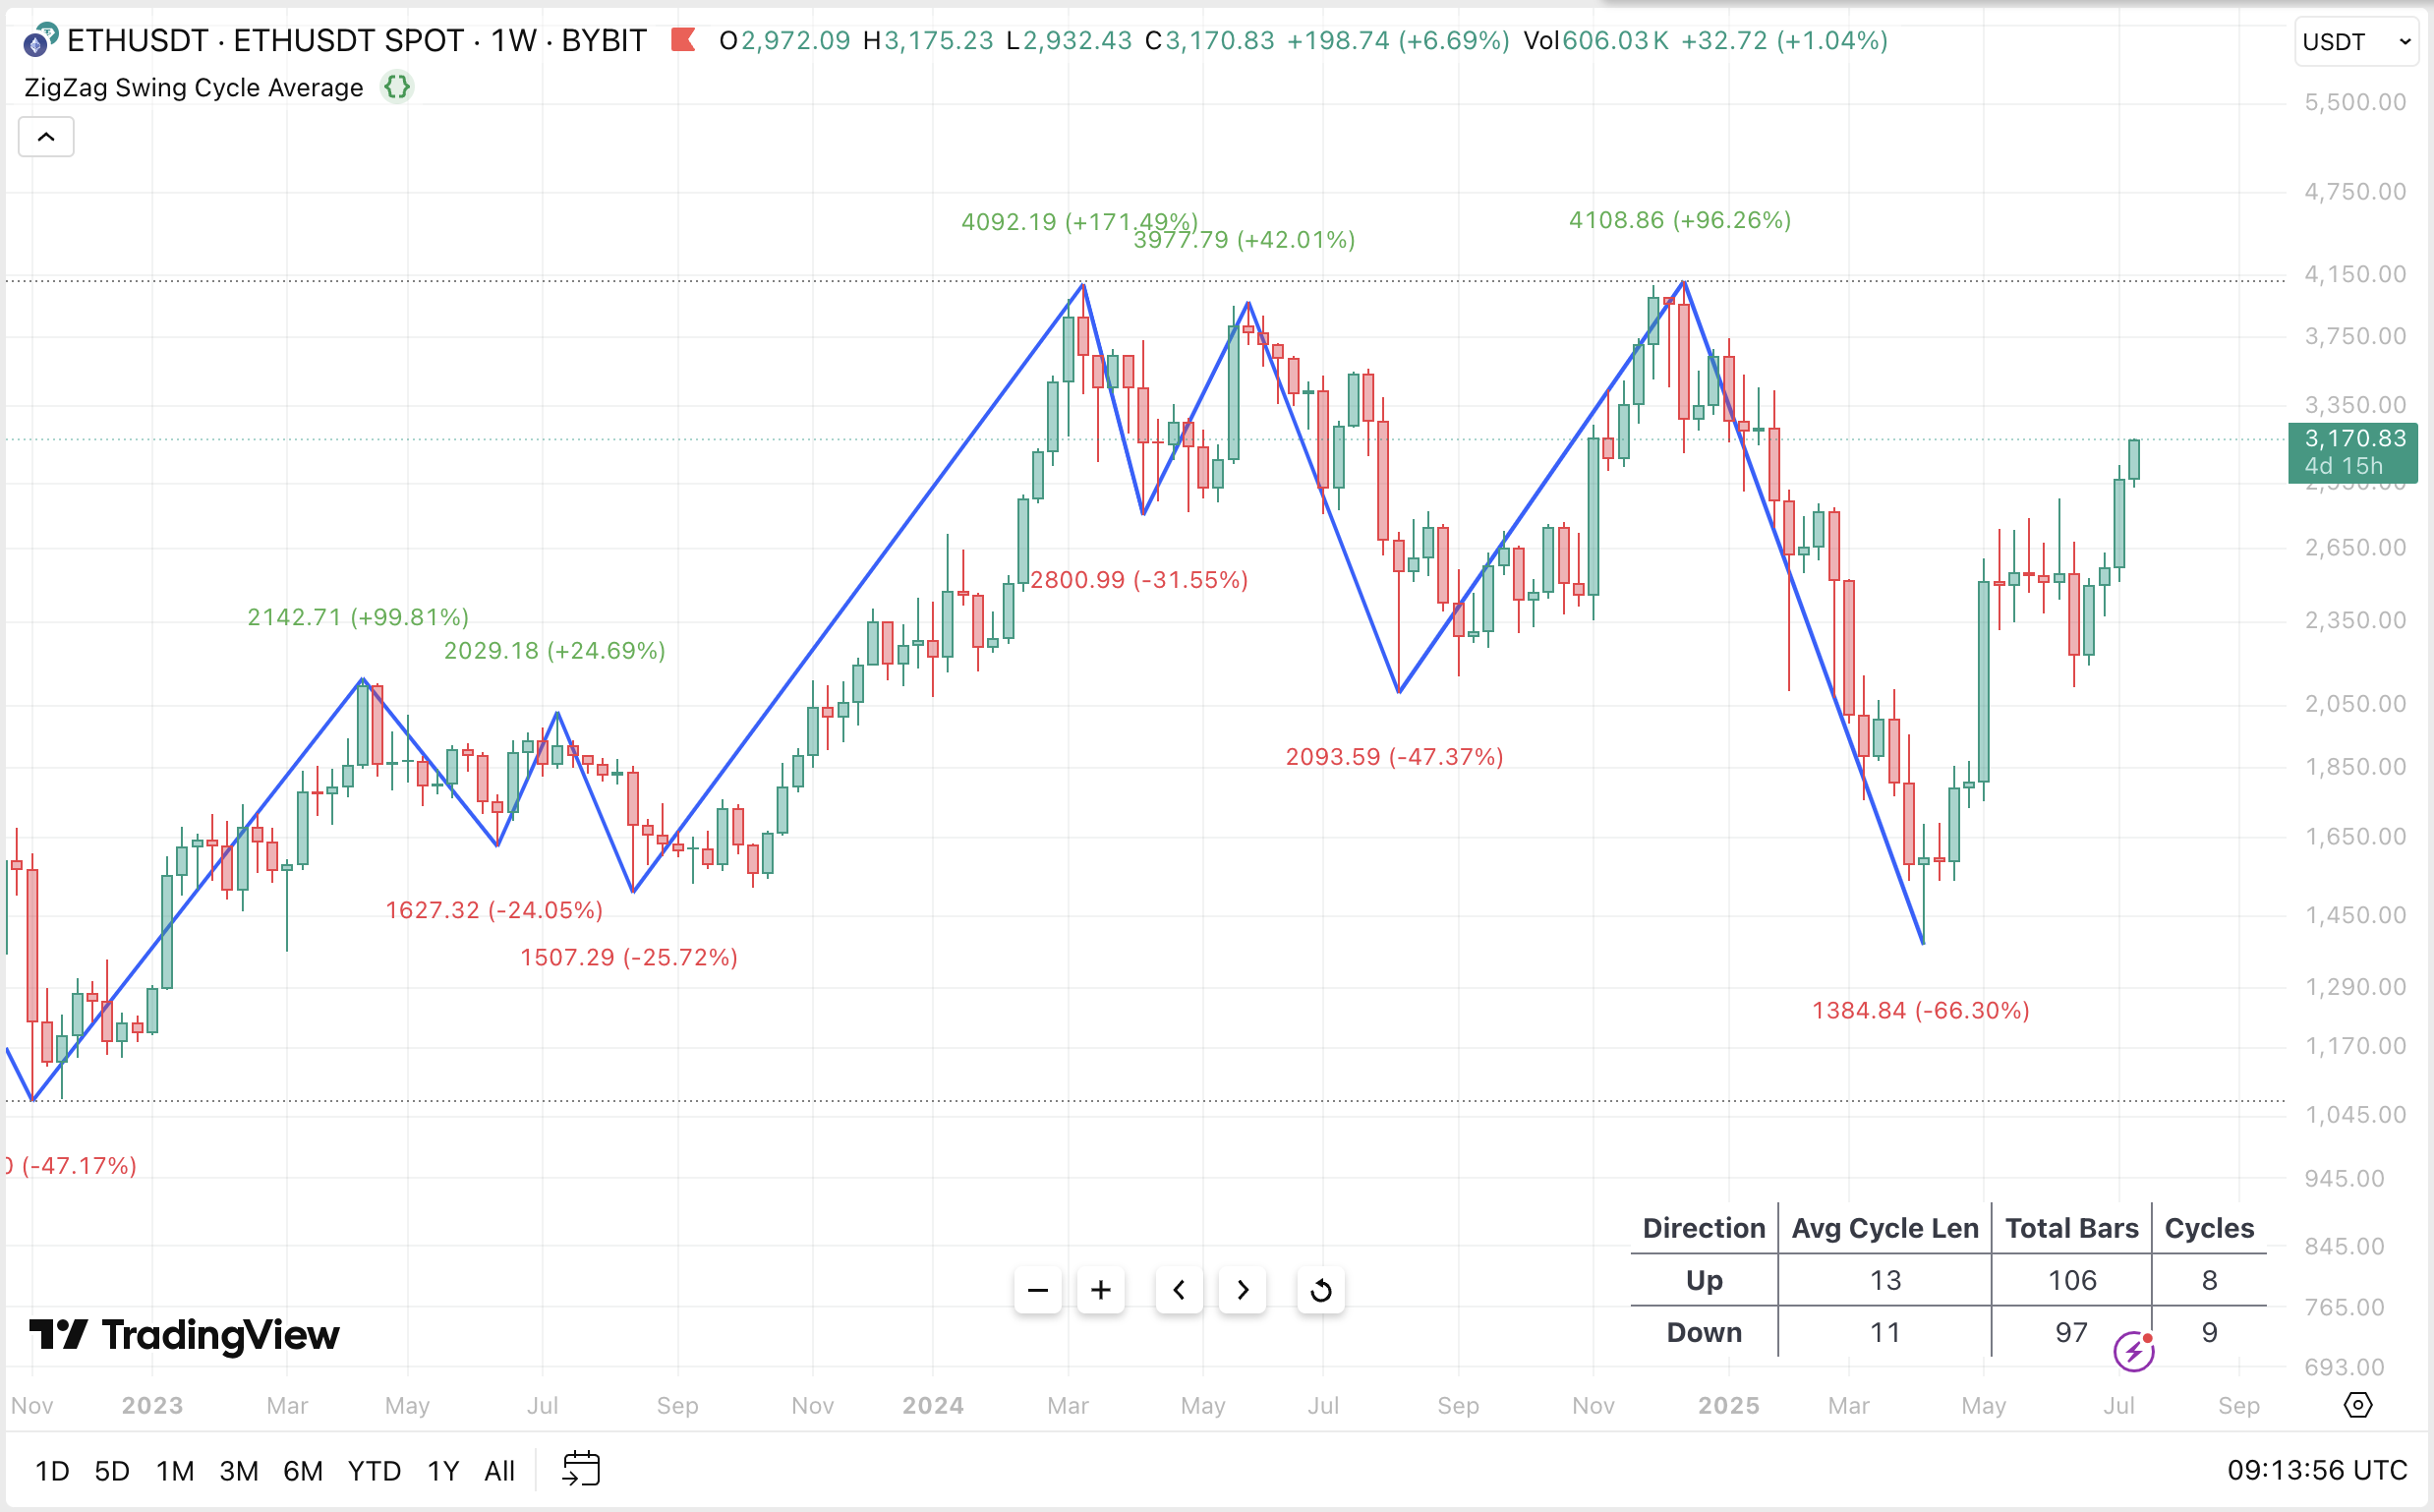 ETHUSDT · ETHUSDT SPOT · 1W · BYBIT O2,972.09 H3,175.23 L2,932.43 C3,170.83 +198.74 (+6.69%) Vol606.03 K +32.72 (+1.04%)
USDT
ZigZag Swing Cycle Average {}
5,500.00
4,750.00
4092.19 (+171.49%)
3977.79 (+42.01%)
4108.86 (+96.26%)
4,150.00
3,750.00
3,350.00
3,170.83
4d 15h
2,650.00
2800.99 (-31.55%)
2142.71 (+99.81%)
2,350.00
2029.18 (+24.69%)
2,050.00
2093.59 (-47.37%)
1,850.00
1,650.00
1627.32 (-24.05%)
1,450.00
1507.29 (-25.72%)
1,290.00
1384.84 (-66.30%)
1,170.00
1,045.00
0 (-47.17%)
945.00
Direction Avg Cycle Len Total Bars Cycles
845.00
Up 13 106 8
765.00
Down 11 97 9
TradingView
693.00
Nov 2023 Mar May Jul Sep Nov 2024 Mar May Jul Sep Nov 2025 Mar May Jul Sep
1D 5D 1M 3M 6M YTD 1Y All
09:13:56 UTC